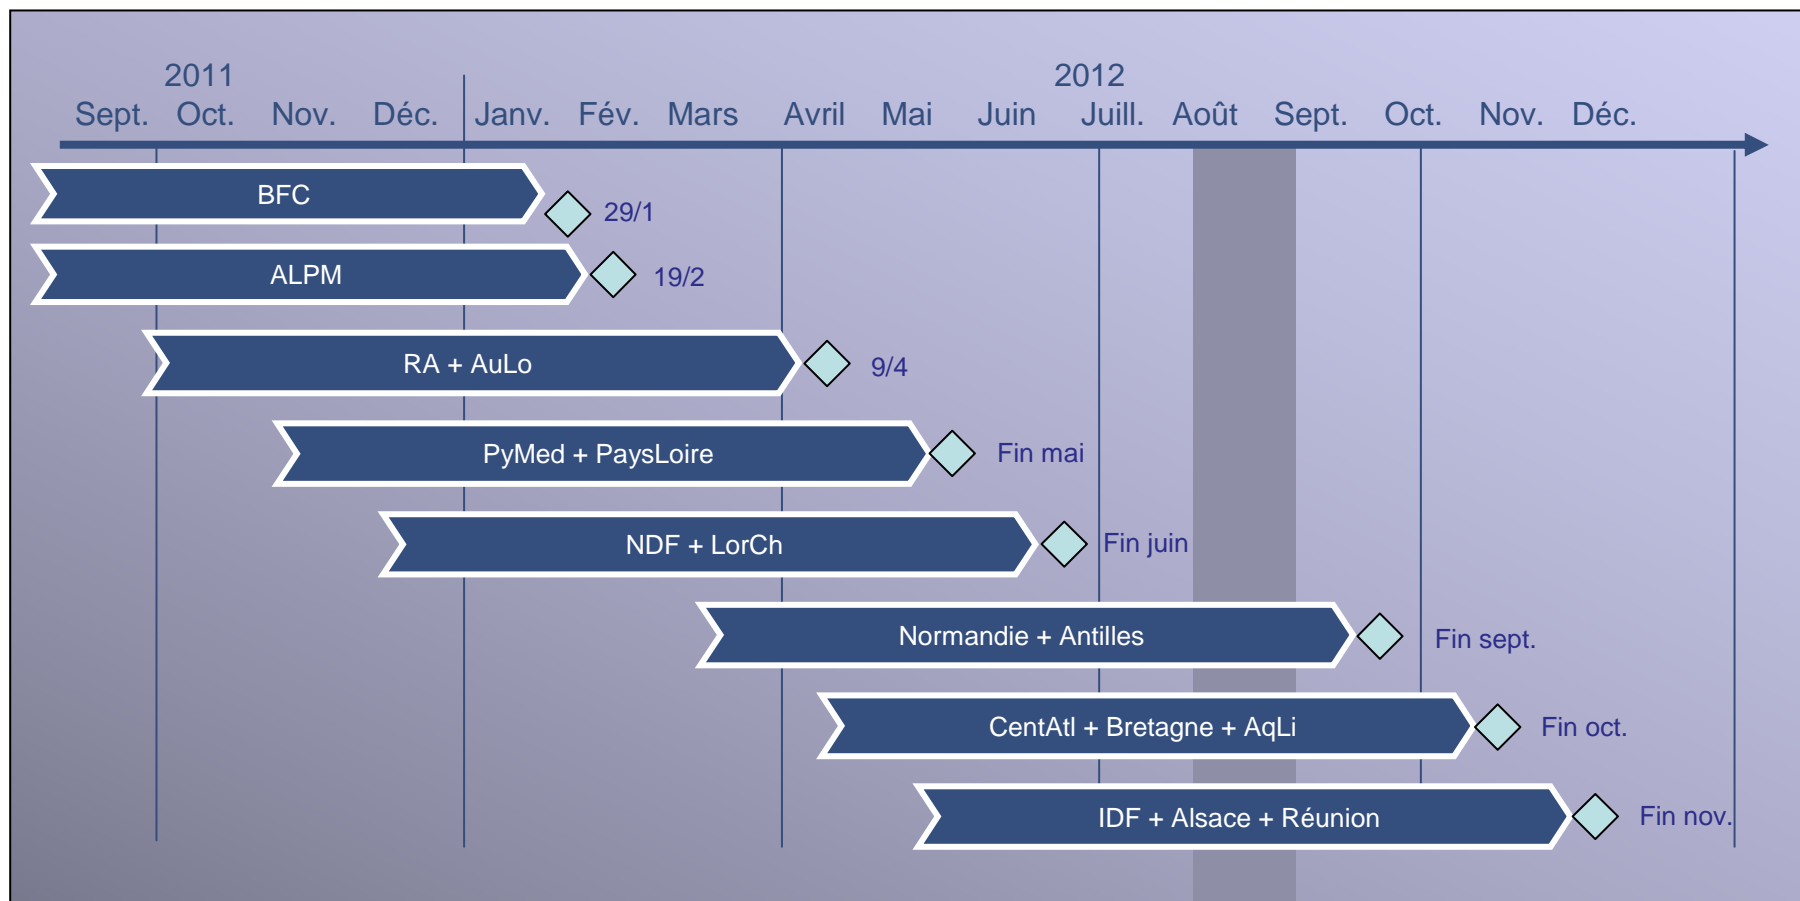 2011 2012
Sept. Oct. Nov. Déc. Janv. Fév. Mars Avril Mai Juin Juill. Août Sept. Oct. Nov. Déc.
BFC 29/1
ALPM 19/2
RA + AuLo 9/4
PyMed + PaysLoire Fin mai
NDF + LorCh Fin juin
Normandie + Antilles Fin sept.
CentAtl + Bretagne + AqLi Fin oct.
IDF + Alsace + Réunion Fin nov.